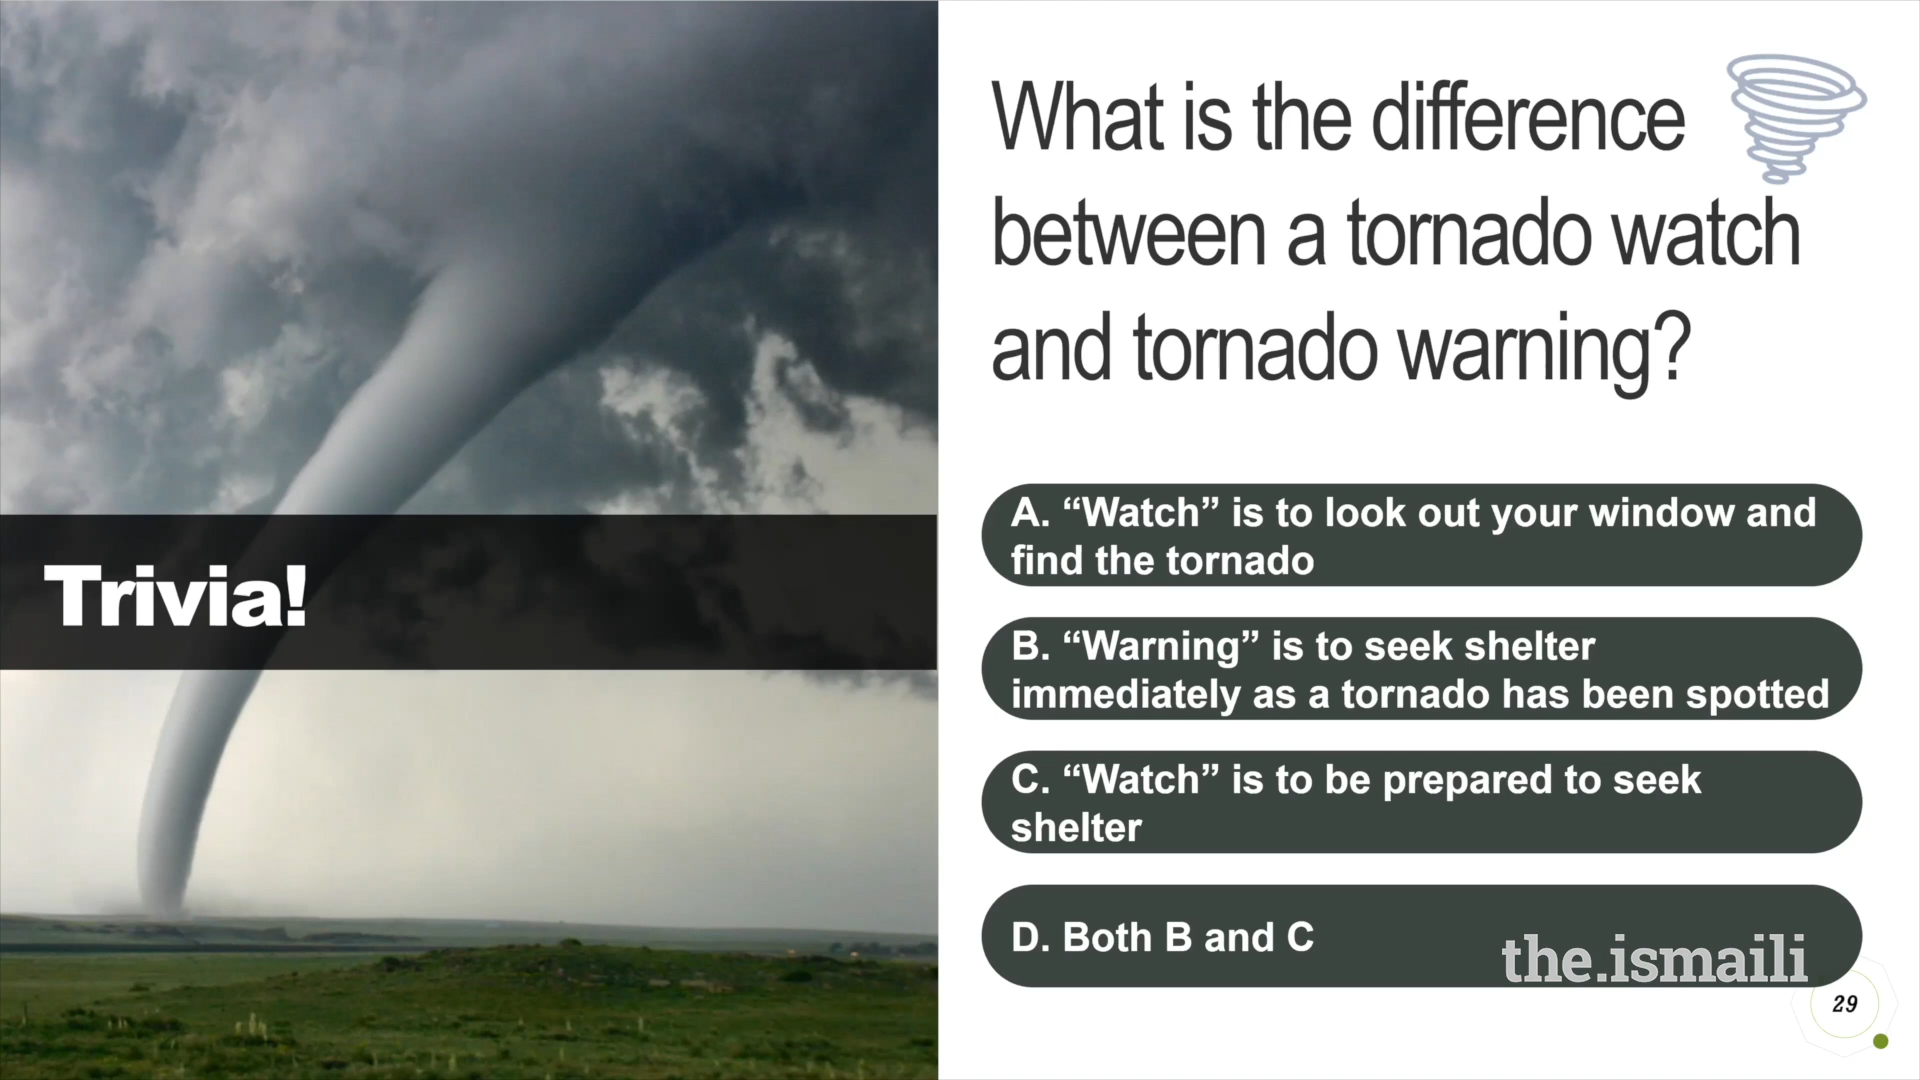 What is the difference
between a tornado watch
and tornado warning?
Trivia!
A. “Watch” is to look out your window and
find the tornado
B. “Warning” is to seek shelter
immediately as a tornado has been spotted
C. “Watch” is to be prepared to seek
shelter
D. Both B and C
the.ismaili
29